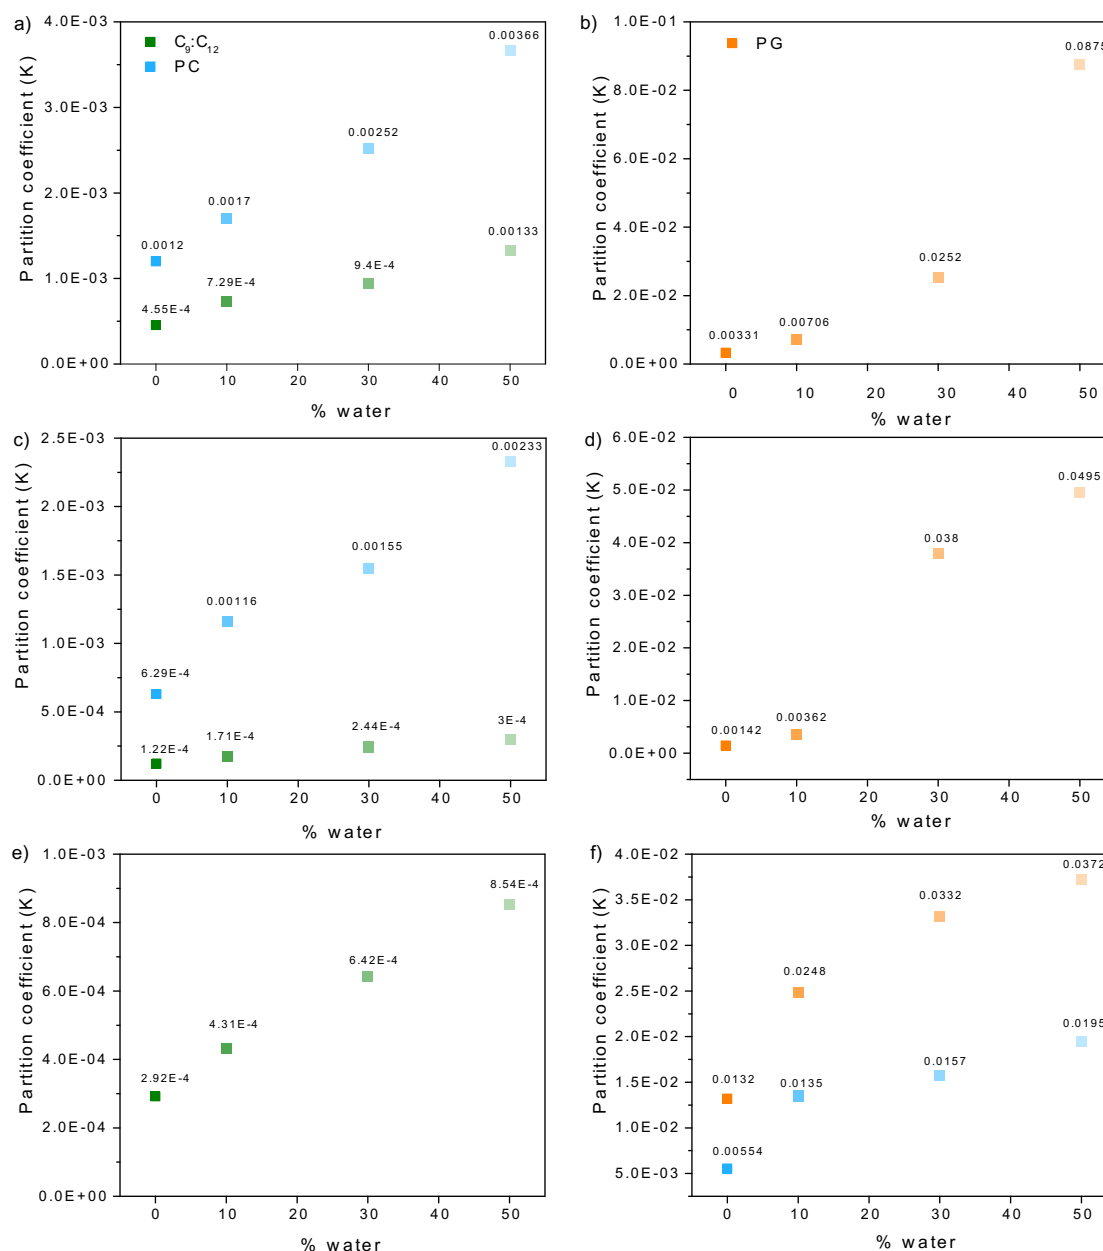 a)
4.0E-03
3.0E-03
2.0E-03
1.0E-03
0.0E+00
Partition coefficient (K)
C9:C12
PC
0.00366
0.00252
0.0017
0.0012
0.00133
9.4E-4
7.29E-4
4.55E-4
0 10 20 30 40 50
% water
b)
1.0E-01
8.0E-02
6.0E-02
4.0E-02
2.0E-02
0.0E+00
Partition coefficient (K)
PG
0.0875
0.0252
0.00706
0.00331
0 10 20 30 40 50
% water
c)
2.5E-03
2.0E-03
1.5E-03
1.0E-03
5.0E-04
0.0E+00
Partition coefficient (K)
0.00233
0.00155
0.00116
6.29E-4
3E-4
2.44E-4
1.71E-4
1.22E-4
0 10 20 30 40 50
% water
d)
6.0E-02
5.0E-02
4.0E-02
3.0E-02
2.0E-02
1.0E-02
0.0E+00
Partition coefficient (K)
0.0495
0.038
0.00362
0.00142
0 10 20 30 40 50
% water
e)
1.0E-03
8.0E-04
6.0E-04
4.0E-04
2.0E-04
0.0E+00
Partition coefficient (K)
8.54E-4
6.42E-4
4.31E-4
2.92E-4
0 10 20 30 40 50
% water
f)
4.0E-02
3.5E-02
3.0E-02
2.5E-02
2.0E-02
1.5E-02
1.0E-02
5.0E-03
Partition coefficient (K)
0.0372
0.0332
0.0248
0.0195
0.0157
0.0132
0.0135
0.00554
0 10 20 30 40 50
% water